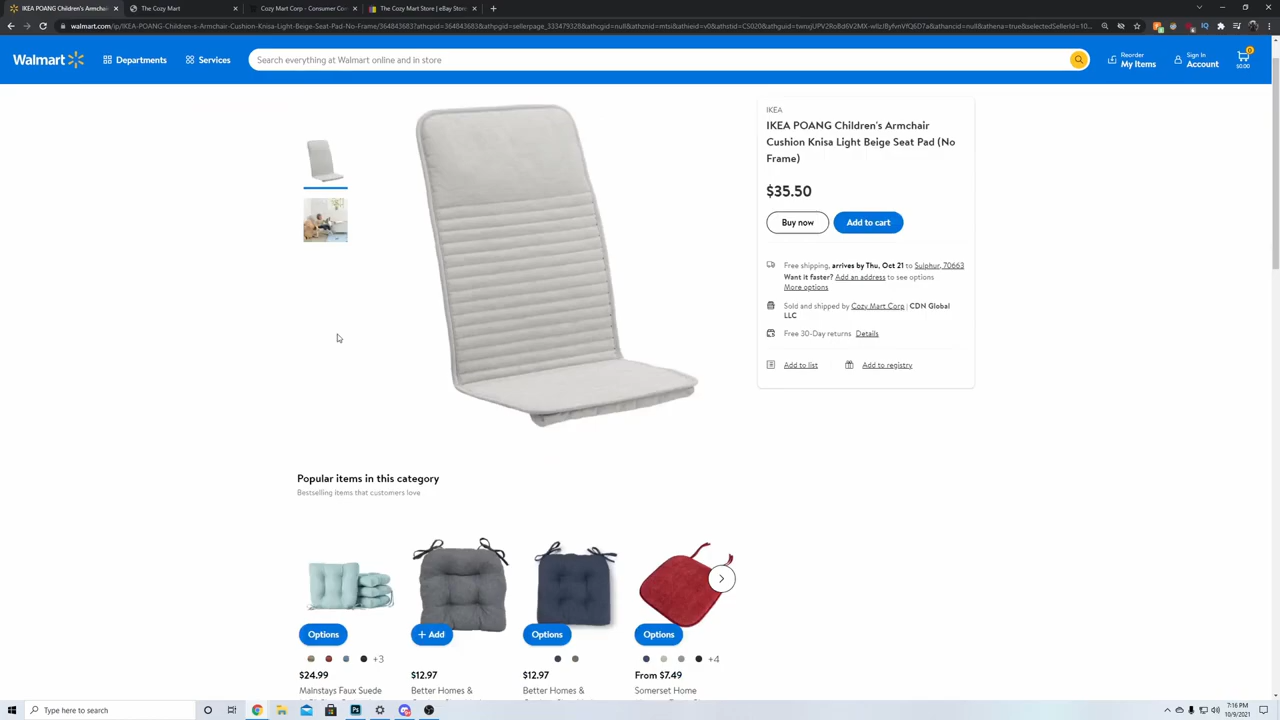 IKEA POANG Children's Armchair
The Cozy Mart
Cozy Mart Corp - Consumer Con
The Cozy Mart Store | eBay Store
Walmart
Departments
Services
Search everything at Walmart online and in store
Reorder
My Items
Sign In
Account
0
$0.00
IKEA
IKEA POANG Children's Armchair
Cushion Knisa Light Beige Seat Pad (No
Frame)
$35.50
Buy now
Add to cart
Free shipping, arrives by Thu, Oct 21 to Sulphur, 70663
Want it faster? Add an address to see options
More options
Sold and shipped by Cozy Mart Corp | CDN Global
LLC
Free 30-Day returns Details
Add to list
Add to registry
Popular items in this category
Bestselling items that customers love
Options
+ Add
Options
Options
+3
+4
$24.99
$12.97
$12.97
From $7.49
Mainstays Faux Suede
Better Homes &
Better Homes &
Somerset Home
Type here to search
7:16 PM
10/9/2021